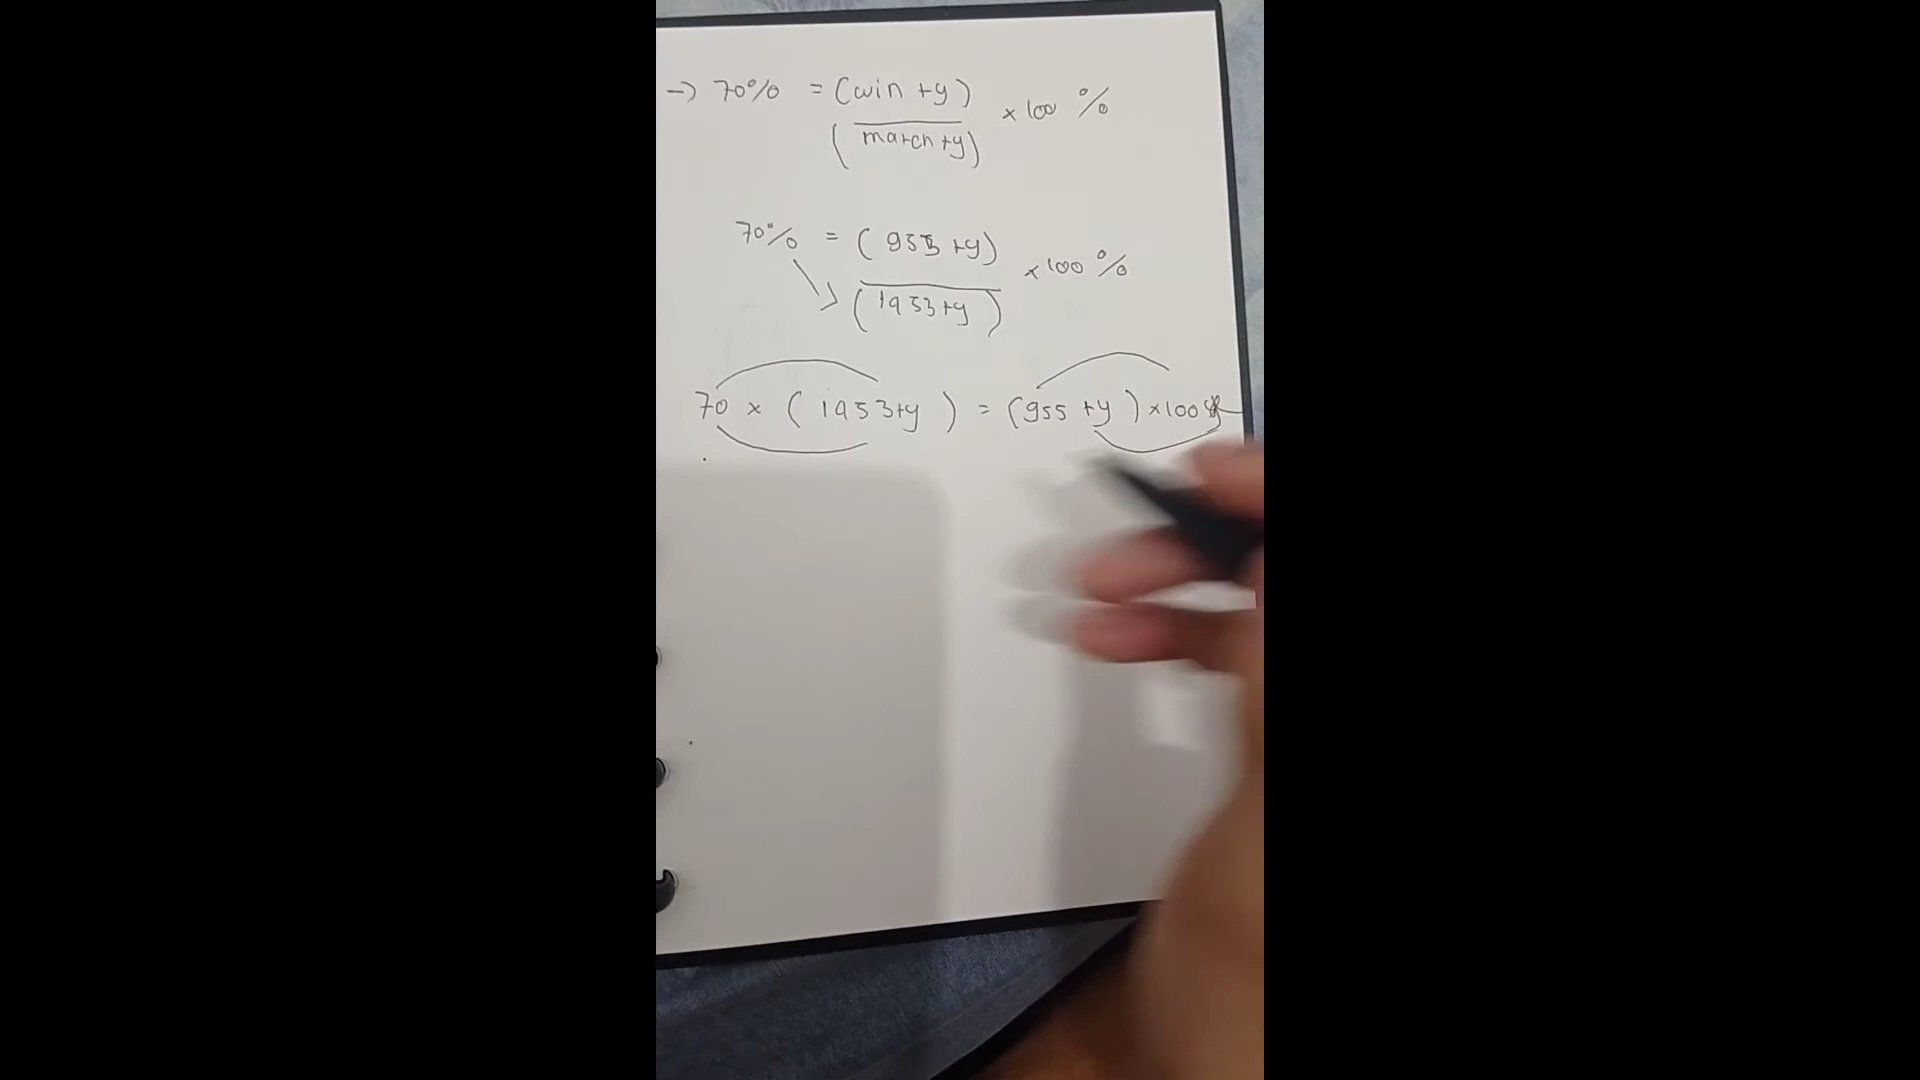 → 70% = (win +y)
(match +y) × 100 %
70% = ( 955 +y)
( 1953+y ) × 100 %
70 × ( 1953+y ) = (955 +y ) × 100